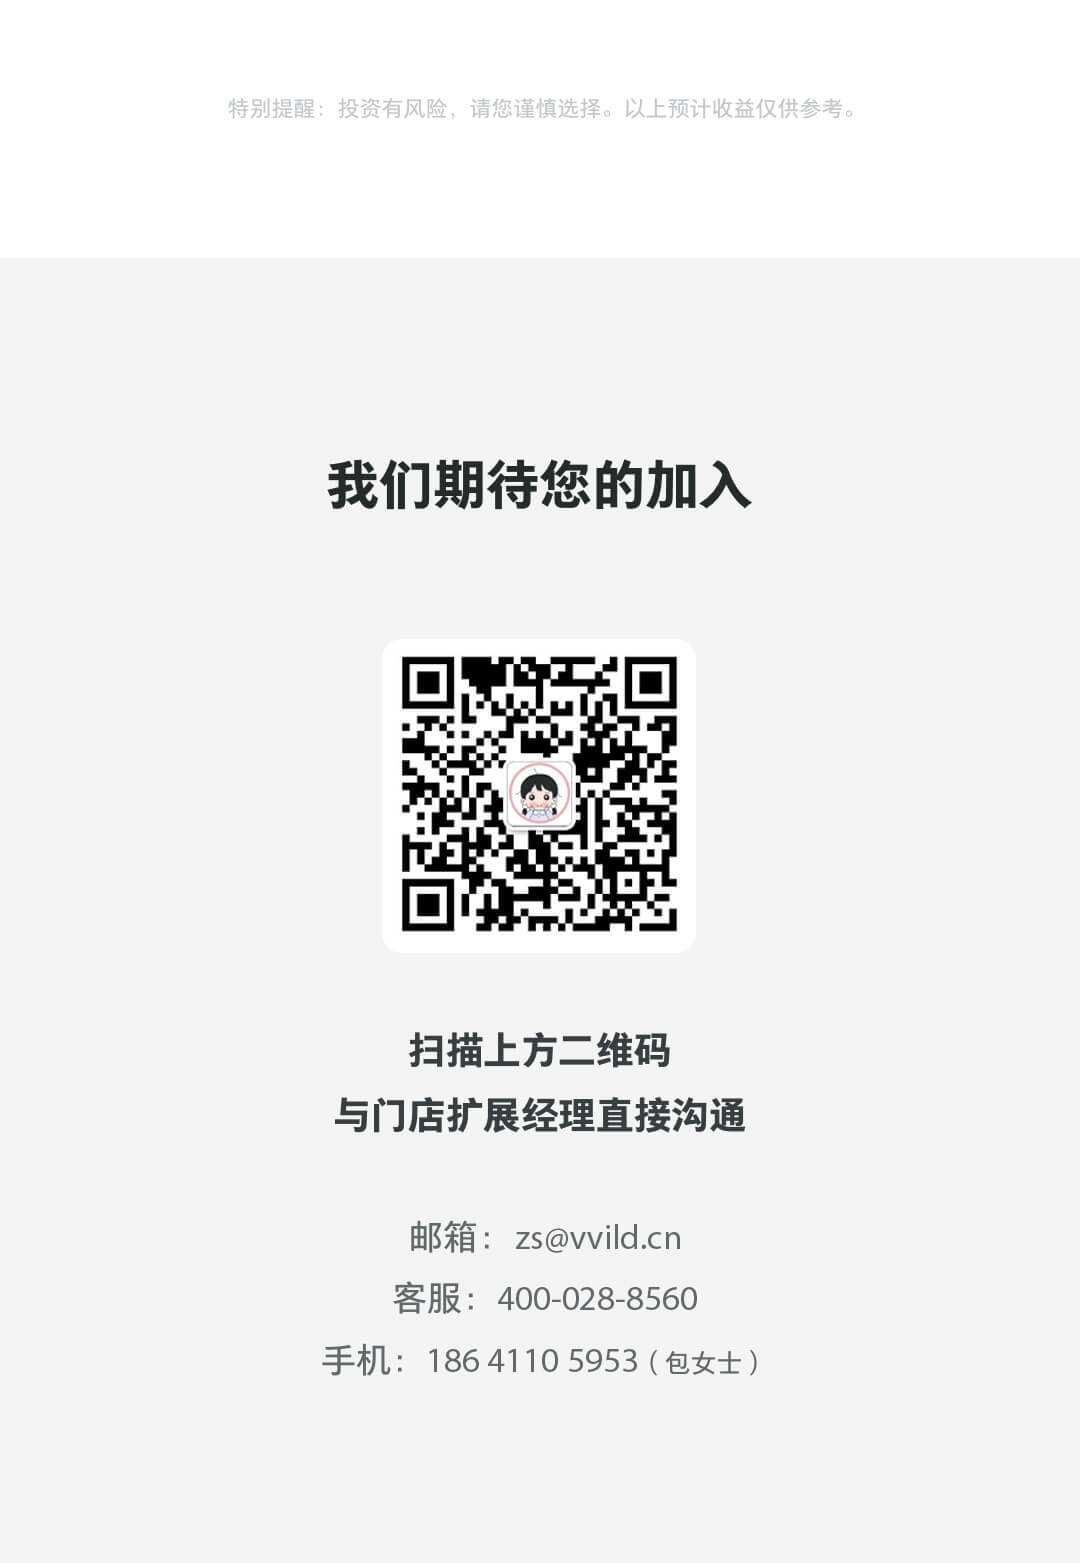 特别提醒：投资有风险，请您谨慎选择。以上预计收益仅供参考。
我们期待您的加入
扫描上方二维码
与门店扩展经理直接沟通
邮箱：zs@vvild.cn
客服：400-028-8560
手机：186 4110 5953（包女士）